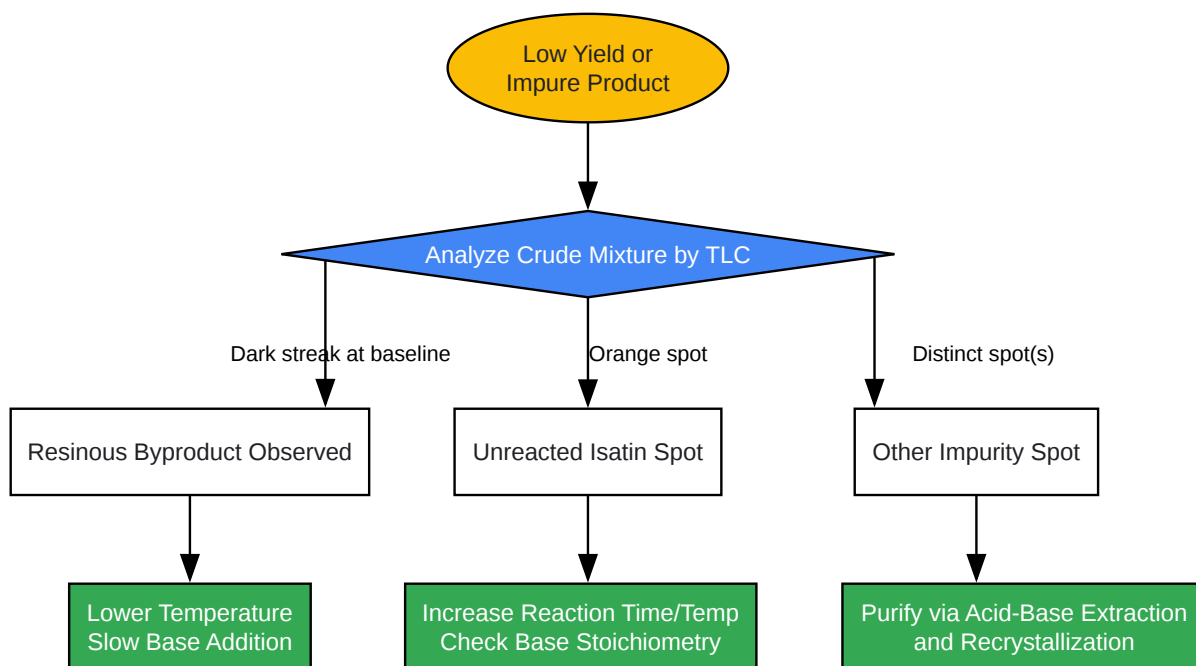 Low Yield or
Impure Product
Analyze Crude Mixture by TLC
Dark streak at baseline
Orange spot
Distinct spot(s)
Resinous Byproduct Observed
Unreacted Isatin Spot
Other Impurity Spot
Lower Temperature
Slow Base Addition
Increase Reaction Time/Temp
Check Base Stoichiometry
Purify via Acid-Base Extraction
and Recrystallization